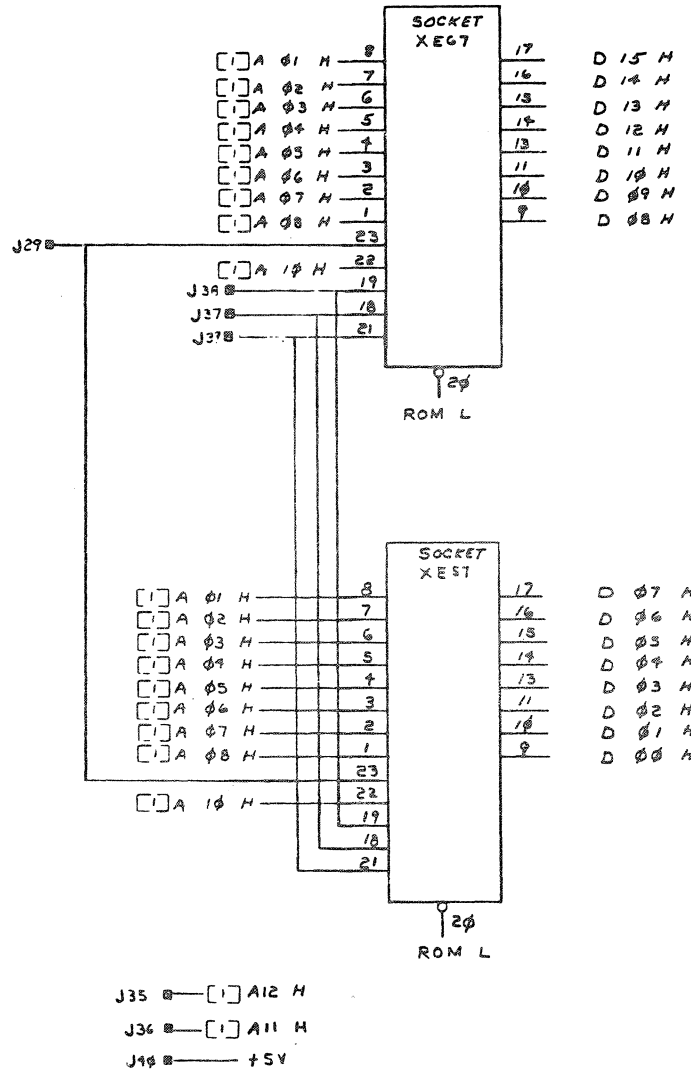 SOCKET
XE67
[1] A Ø1 H 8 17 D 15 H
[1] A Ø2 H 7 16 D 14 H
[1] A Ø3 H 6 15 D 13 H
[1] A Ø4 H 5 14 D 12 H
[1] A Ø5 H 4 13 D 11 H
[1] A Ø6 H 3 11 D 1Ø H
[1] A Ø7 H 2 1Ø D Ø9 H
[1] A Ø8 H 1 9 D Ø8 H
J29 23
[1] A 1Ø H 22
19
J37 18
21
2Ø
ROM L
SOCKET
XE57
[1] A Ø1 H 8 17 D Ø7 H
[1] A Ø2 H 7 16 D Ø6 H
[1] A Ø3 H 6 15 D Ø5 H
[1] A Ø4 H 5 14 D Ø4 H
[1] A Ø5 H 4 13 D Ø3 H
[1] A Ø6 H 3 11 D Ø2 H
[1] A Ø7 H 2 1Ø D Ø1 H
[1] A Ø8 H 1 9 D ØØ H
23
[1] A 1Ø H 22
19
18
21
2Ø
ROM L
J35 [1] A12 H
J36 [1] A11 H
J4Ø +5V